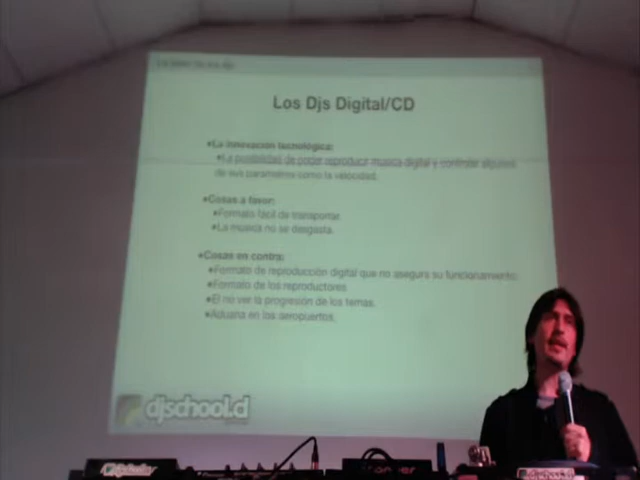 Los Djs Digital/CD
•La innovación tecnológica:
•La posibilidad de poder reproducir musica digital y controlar algunos
de sus parametros como la velocidad.
•Cosas a favor:
•Formato facil de transportar.
•La musica no se desgasta.
•Cosas en contra:
•Formato de reproducción digital que no asegura su funcionamiento.
•Formato de los reproductores
•El no ver la progresión de los temas.
•Aduana en los aeropuertos.
djschool.cl